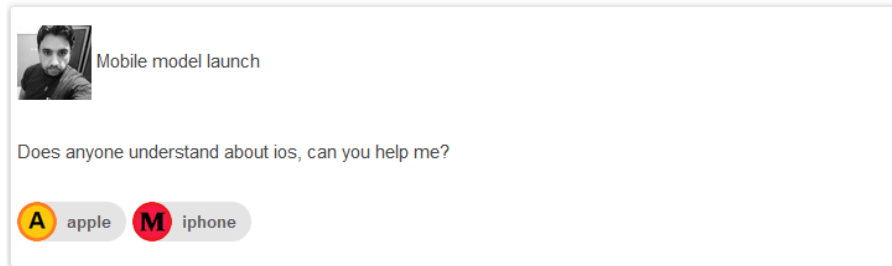 Mobile model launch
Does anyone understand about ios, can you help me?
A apple M iphone